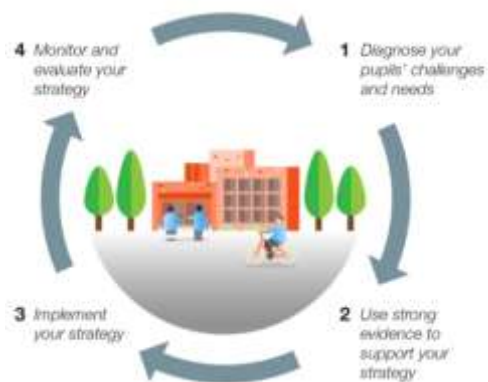 1 Diagnose your
pupils' challenges
and needs
2 Use strong
evidence to
support your
strategy
3 Implement
your strategy
4 Monitor and
evaluate your
strategy